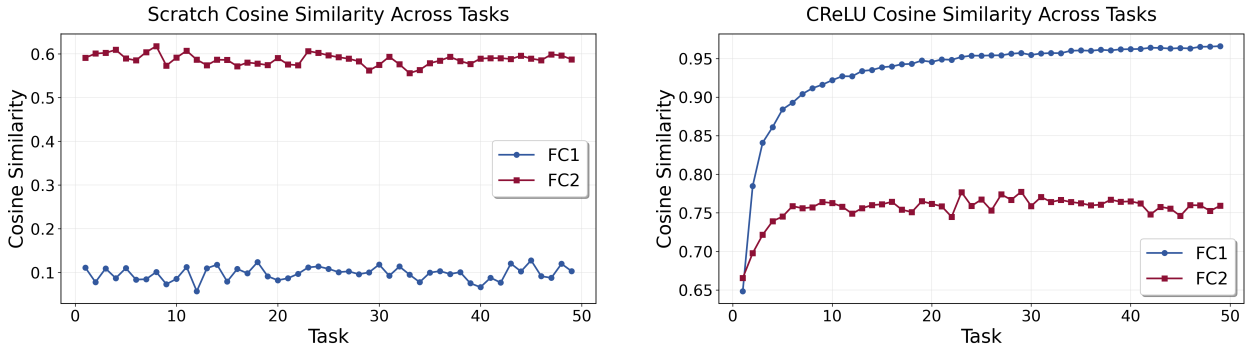 Scratch Cosine Similarity Across Tasks
Cosine Similarity
0.6
0.5
0.4
0.3
0.2
0.1
FC1
FC2
0 10 20 30 40 50
Task
CReLU Cosine Similarity Across Tasks
Cosine Similarity
0.95
0.90
0.85
0.80
0.75
0.70
0.65
FC1
FC2
0 10 20 30 40 50
Task